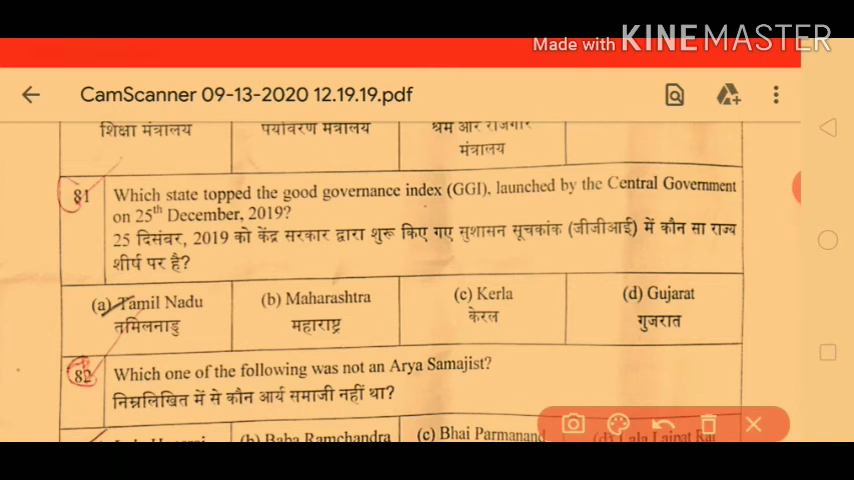 Made with KINEMASTER
CamScanner 09-13-2020 12.19.19.pdf
शिक्षा मंत्रालय पर्यावरण मंत्रालय श्रम और रोजगार
मंत्रालय
81 Which state topped the good governance index (GGI), launched by the Central Government
on 25th December, 2019?
25 दिसंबर, 2019 को केंद्र सरकार द्वारा शुरू किए गए सुशासन सूचकांक (जीजीआई) में कौन सा राज्य
शीर्ष पर है?
(a) Tamil Nadu (b) Maharashtra (c) Kerla (d) Gujarat
तमिलनाडु महाराष्ट्र केरल गुजरात
82 Which one of the following was not an Arya Samajist?
निम्नलिखित में से कौन आर्य समाजी नहीं था?
(b) Baba Ramchandra (c) Bhai Parmanand (d) Lala Lajpat Rai